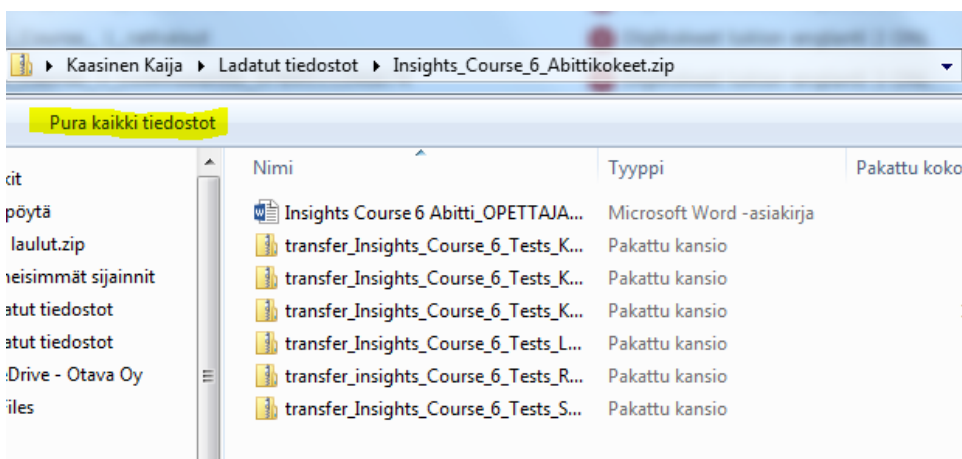 Kaasinen Kaija ▸ Ladatut tiedostot ▸ Insights_Course_6_Abittikokeet.zip
Pura kaikki tiedostot
Nimi Tyyppi Pakattu koko
kit
pöytä
laulut.zip
neisimmät sijainnit
atut tiedostot
atut tiedostot
Drive - Otava Oy
iles
Insights Course 6 Abitti_OPETTAJA... Microsoft Word -asiakirja
transfer_Insights_Course_6_Tests_K... Pakattu kansio
transfer_Insights_Course_6_Tests_K... Pakattu kansio
transfer_Insights_Course_6_Tests_K... Pakattu kansio
transfer_Insights_Course_6_Tests_L... Pakattu kansio
transfer_insights_Course_6_Tests_R... Pakattu kansio
transfer_Insights_Course_6_Tests_S... Pakattu kansio